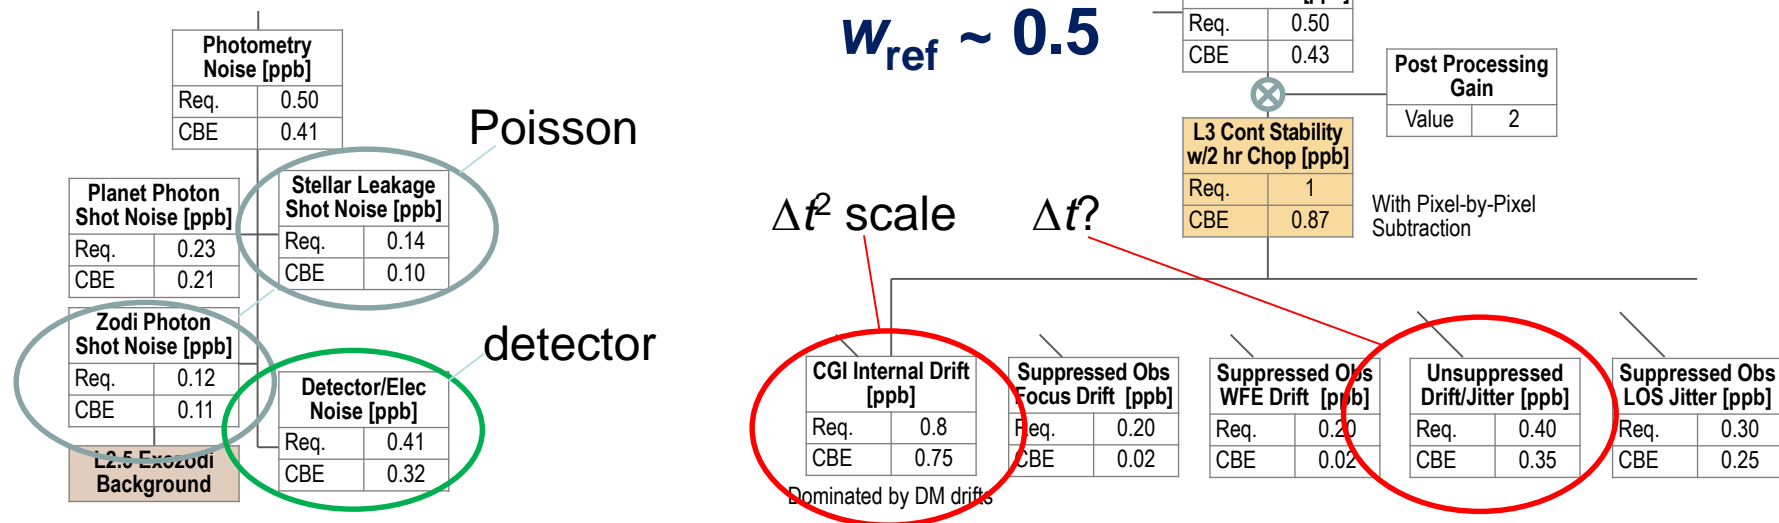 Photometry
Noise [ppb]
Req. 0.50
CBE 0.41
Poisson
Planet Photon
Shot Noise [ppb]
Req. 0.23
CBE 0.21
Stellar Leakage
Shot Noise [ppb]
Req. 0.14
CBE 0.10
Zodi Photon
Shot Noise [ppb]
Req. 0.12
CBE 0.11
detector
Detector/Elec
Noise [ppb]
Req. 0.41
CBE 0.32
L2.5 Exozodi
Background
w_ref ~ 0.5
Req. 0.50
CBE 0.43
Post Processing
Gain
Value 2
L3 Cont Stability
w/2 hr Chop [ppb]
Req. 1
CBE 0.87
With Pixel-by-Pixel
Subtraction
Δt² scale
Δt?
CGI Internal Drift
[ppb]
Req. 0.8
CBE 0.75
Dominated by DM drifts
Suppressed Obs
Focus Drift [ppb]
Req. 0.20
CBE 0.02
Suppressed Obs
WFE Drift [ppb]
Req. 0.20
CBE 0.02
Unsuppressed
Drift/Jitter [ppb]
Req. 0.40
CBE 0.35
Suppressed Obs
LOS Jitter [ppb]
Req. 0.30
CBE 0.25